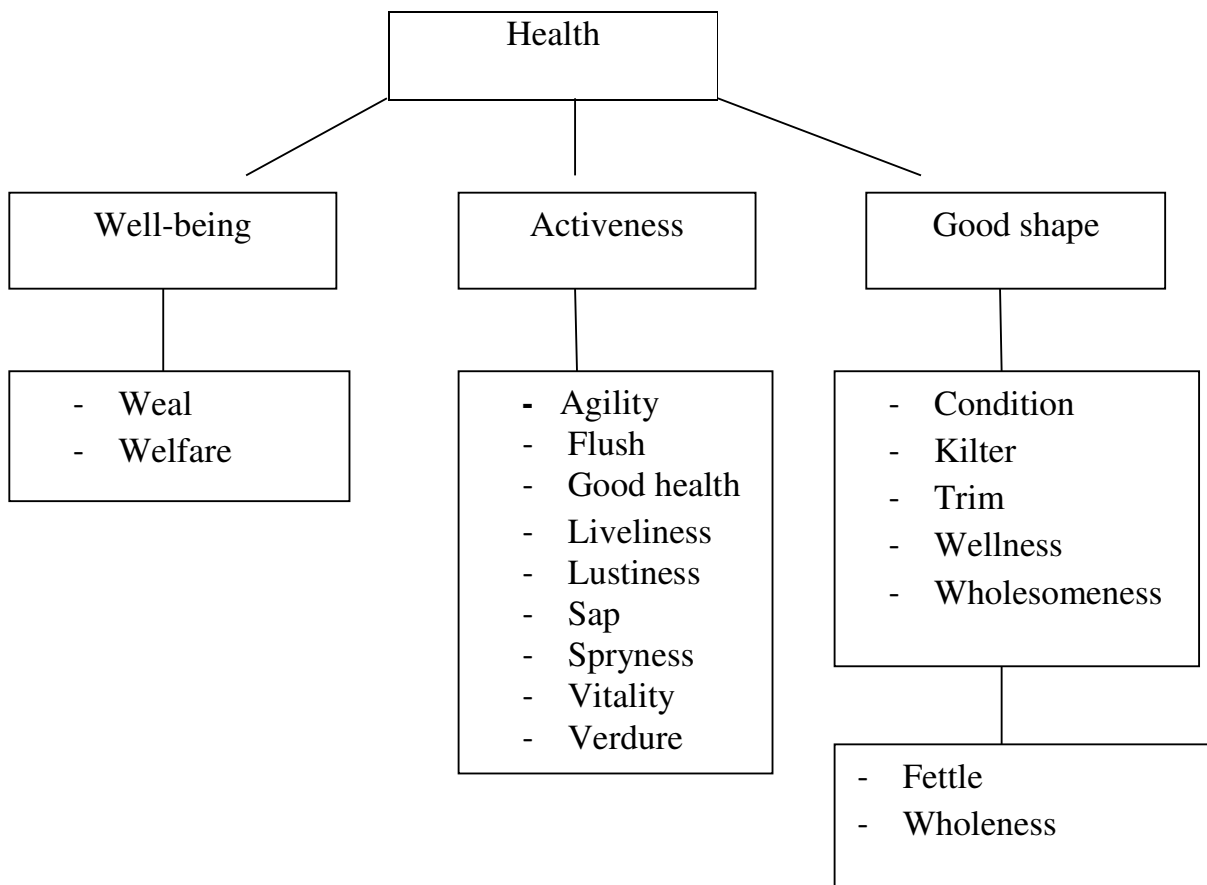 Health
Well-being
Activeness
Good shape
- Weal
- Welfare
- Agility
- Flush
- Good health
- Liveliness
- Lustiness
- Sap
- Spryness
- Vitality
- Verdure
- Condition
- Kilter
- Trim
- Wellness
- Wholesomeness
- Fettle
- Wholeness